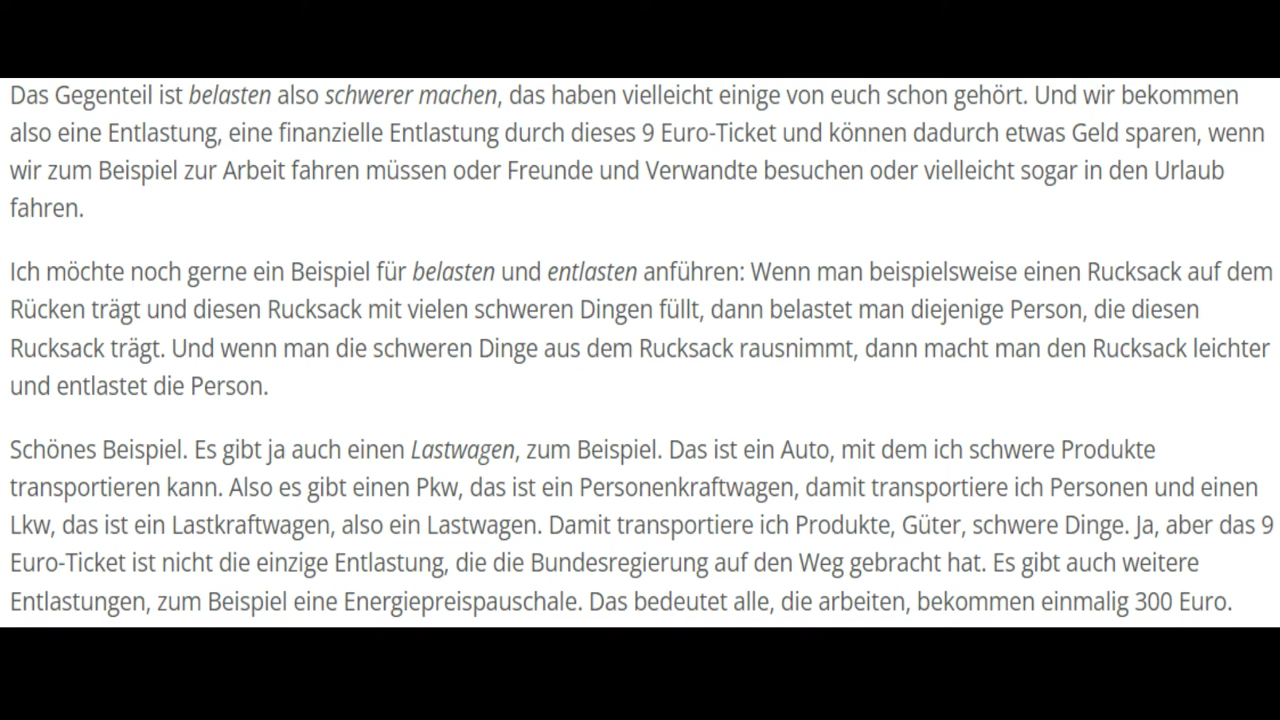 Das Gegenteil ist belasten also schwerer machen, das haben vielleicht einige von euch schon gehört. Und wir bekommen
also eine Entlastung, eine finanzielle Entlastung durch dieses 9 Euro-Ticket und können dadurch etwas Geld sparen, wenn
wir zum Beispiel zur Arbeit fahren müssen oder Freunde und Verwandte besuchen oder vielleicht sogar in den Urlaub
fahren.
Ich möchte noch gerne ein Beispiel für belasten und entlasten anführen: Wenn man beispielsweise einen Rucksack auf dem
Rücken trägt und diesen Rucksack mit vielen schweren Dingen füllt, dann belastet man diejenige Person, die diesen
Rucksack trägt. Und wenn man die schweren Dinge aus dem Rucksack rausnimmt, dann macht man den Rucksack leichter
und entlastet die Person.
Schönes Beispiel. Es gibt ja auch einen Lastwagen, zum Beispiel. Das ist ein Auto, mit dem ich schwere Produkte
transportieren kann. Also es gibt einen Pkw, das ist ein Personenkraftwagen, damit transportiere ich Personen und einen
Lkw, das ist ein Lastkraftwagen, also ein Lastwagen. Damit transportiere ich Produkte, Güter, schwere Dinge. Ja, aber das 9
Euro-Ticket ist nicht die einzige Entlastung, die die Bundesregierung auf den Weg gebracht hat. Es gibt auch weitere
Entlastungen, zum Beispiel eine Energiepreispauschale. Das bedeutet alle, die arbeiten, bekommen einmalig 300 Euro.